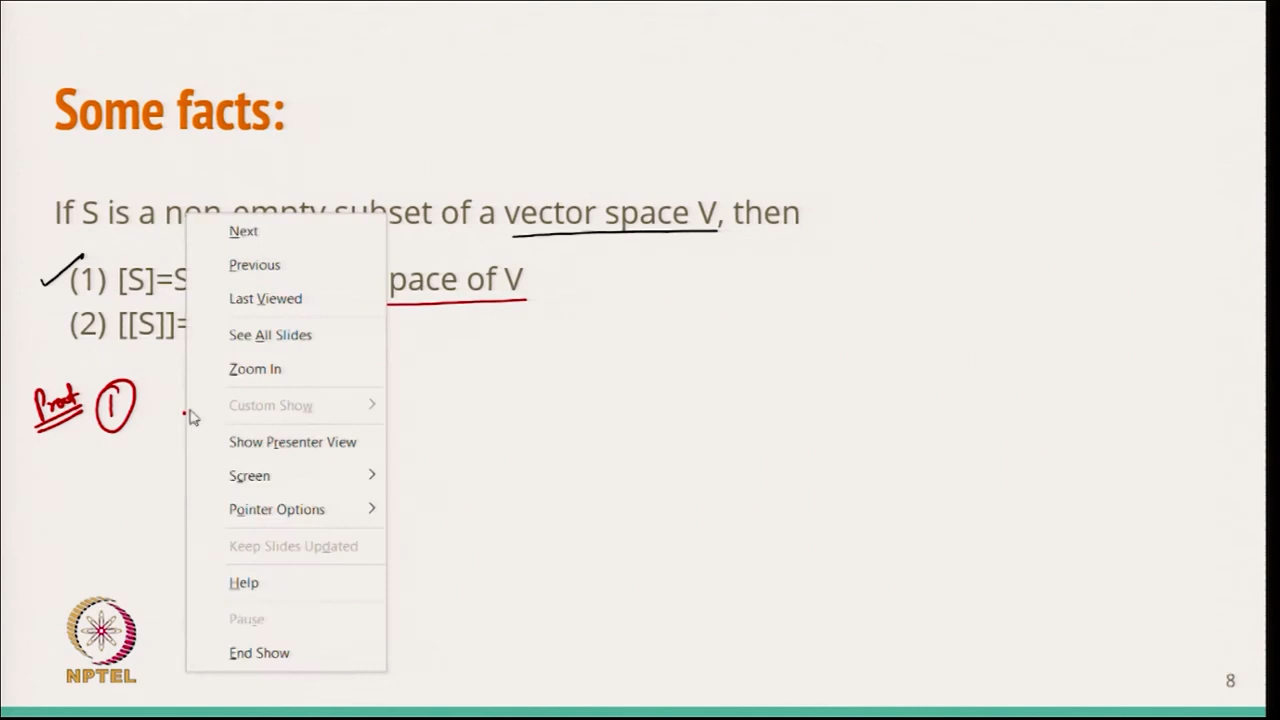 Some facts:
If S is a non-empty subset of a vector space V, then
(1) [S]=S pace of V
(2) [[S]]=
Proof 1
Next
Previous
Last Viewed
See All Slides
Zoom In
Custom Show
Show Presenter View
Screen
Pointer Options
Keep Slides Updated
Help
Pause
End Show
NPTEL
8